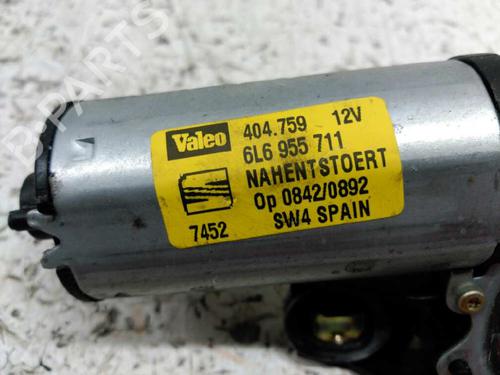 Valeo 404.759 12V
6L6 955 711
NAHENTSTOERT
Op 0842/0892
7452 SW4 SPAIN